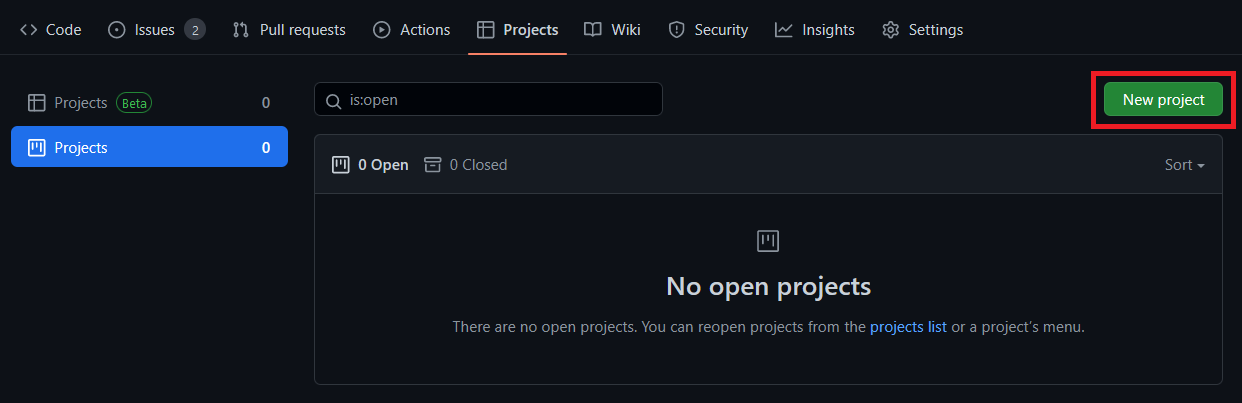 Code Issues 2 Pull requests Actions Projects Wiki Security Insights Settings
Projects Beta 0
Projects 0
is:open
New project
0 Open 0 Closed Sort
No open projects
There are no open projects. You can reopen projects from the projects list or a project's menu.